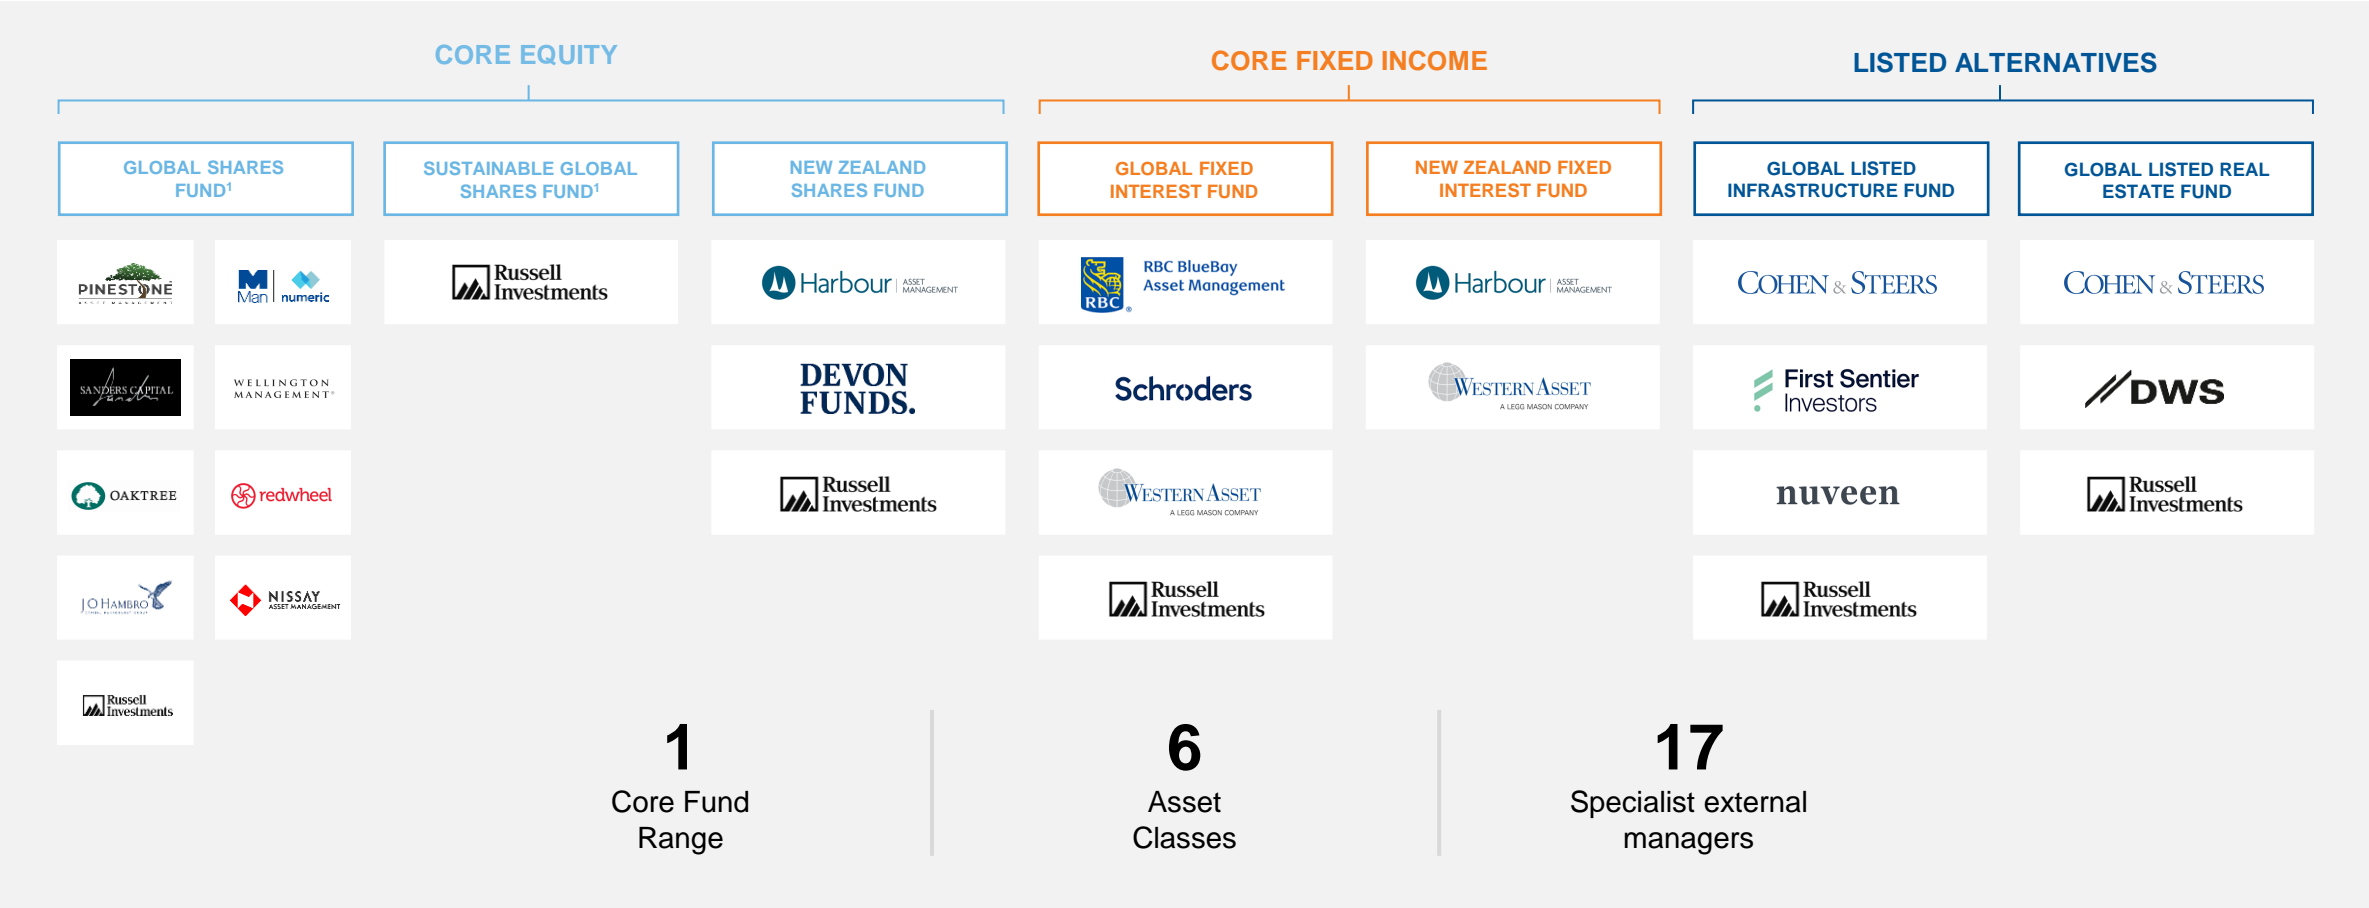 CORE EQUITY
CORE FIXED INCOME
LISTED ALTERNATIVES
GLOBAL SHARES
FUND¹
SUSTAINABLE GLOBAL
SHARES FUND¹
NEW ZEALAND
SHARES FUND
GLOBAL FIXED
INTEREST FUND
NEW ZEALAND FIXED
INTEREST FUND
GLOBAL LISTED
INFRASTRUCTURE FUND
GLOBAL LISTED REAL
ESTATE FUND
PINESTONE
ASSET MANAGEMENT
Man numeric
SANDERS CAPITAL
WELLINGTON
MANAGEMENT®
OAKTREE
redwheel
J O HAMBRO
NISSAY
ASSET MANAGEMENT
Russell
Investments
Russell
Investments
Harbour ASSET
MANAGEMENT
DEVON
FUNDS.
Russell
Investments
RBC BlueBay
Asset Management
RBC ®
Schroders
WESTERN ASSET
A LEGG MASON COMPANY
Russell
Investments
Harbour ASSET
MANAGEMENT
WESTERN ASSET
A LEGG MASON COMPANY
COHEN & STEERS
First Sentier
Investors
nuveen
Russell
Investments
COHEN & STEERS
DWS
Russell
Investments
1
Core Fund
Range
6
Asset
Classes
17
Specialist external
managers